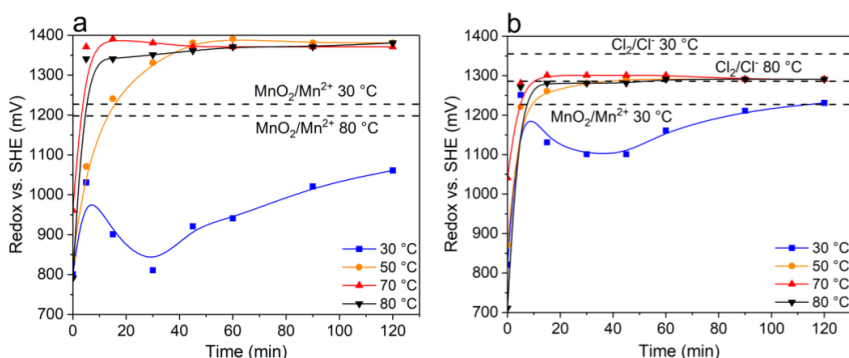 a
1400
1300
1200
1100
1000
900
800
700
Redox vs. SHE (mV)
MnO₂/Mn²⁺ 30 °C
MnO₂/Mn²⁺ 80 °C
30 °C
50 °C
70 °C
80 °C
0 20 40 60 80 100 120
Time (min)
b
1400
1300
1200
1100
1000
900
800
700
Redox vs. SHE (mV)
Cl₂/Cl⁻ 30 °C
Cl₂/Cl⁻ 80 °C
MnO₂/Mn²⁺ 30 °C
30 °C
50 °C
70 °C
80 °C
0 20 40 60 80 100 120
Time (min)